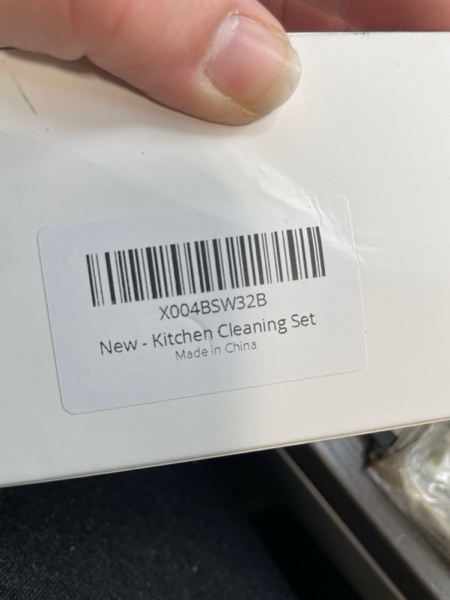 X004BSW32B
New - Kitchen Cleaning Set
Made in China